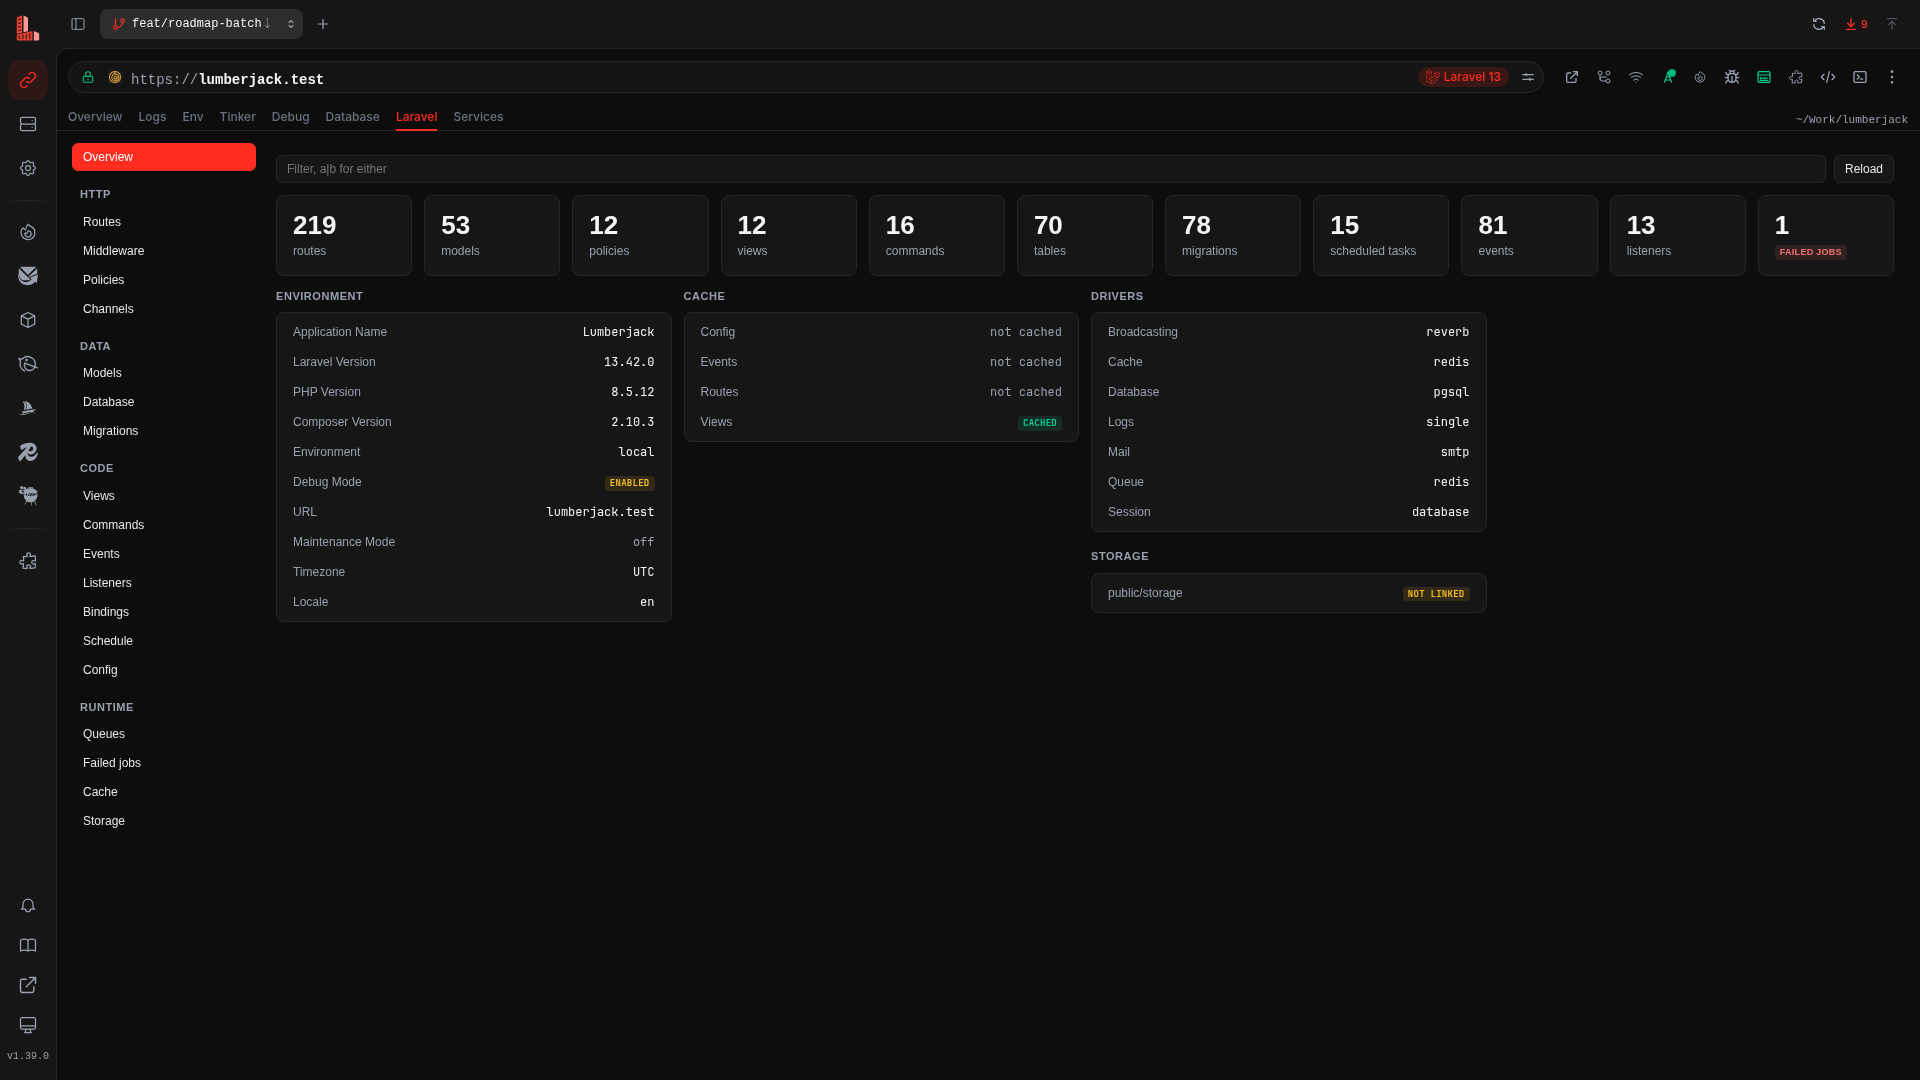 feat/roadmap-batch
9
https://lumberjack.test
Laravel 13
Overview Logs Env Tinker Debug Database Laravel Services
~/Work/lumberjack
Overview
HTTP
Routes
Middleware
Policies
Channels
DATA
Models
Database
Migrations
CODE
Views
Commands
Events
Listeners
Bindings
Schedule
Config
RUNTIME
Queues
Failed jobs
Cache
Storage
v1.39.0
Filter, a|b for either
Reload
219
routes
53
models
12
policies
12
views
16
commands
70
tables
78
migrations
15
scheduled tasks
81
events
13
listeners
1
FAILED JOBS
ENVIRONMENT
Application Name Lumberjack
Laravel Version 13.42.0
PHP Version 8.5.12
Composer Version 2.10.3
Environment local
Debug Mode ENABLED
URL lumberjack.test
Maintenance Mode off
Timezone UTC
Locale en
CACHE
Config not cached
Events not cached
Routes not cached
Views CACHED
DRIVERS
Broadcasting reverb
Cache redis
Database pgsql
Logs single
Mail smtp
Queue redis
Session database
STORAGE
public/storage NOT LINKED